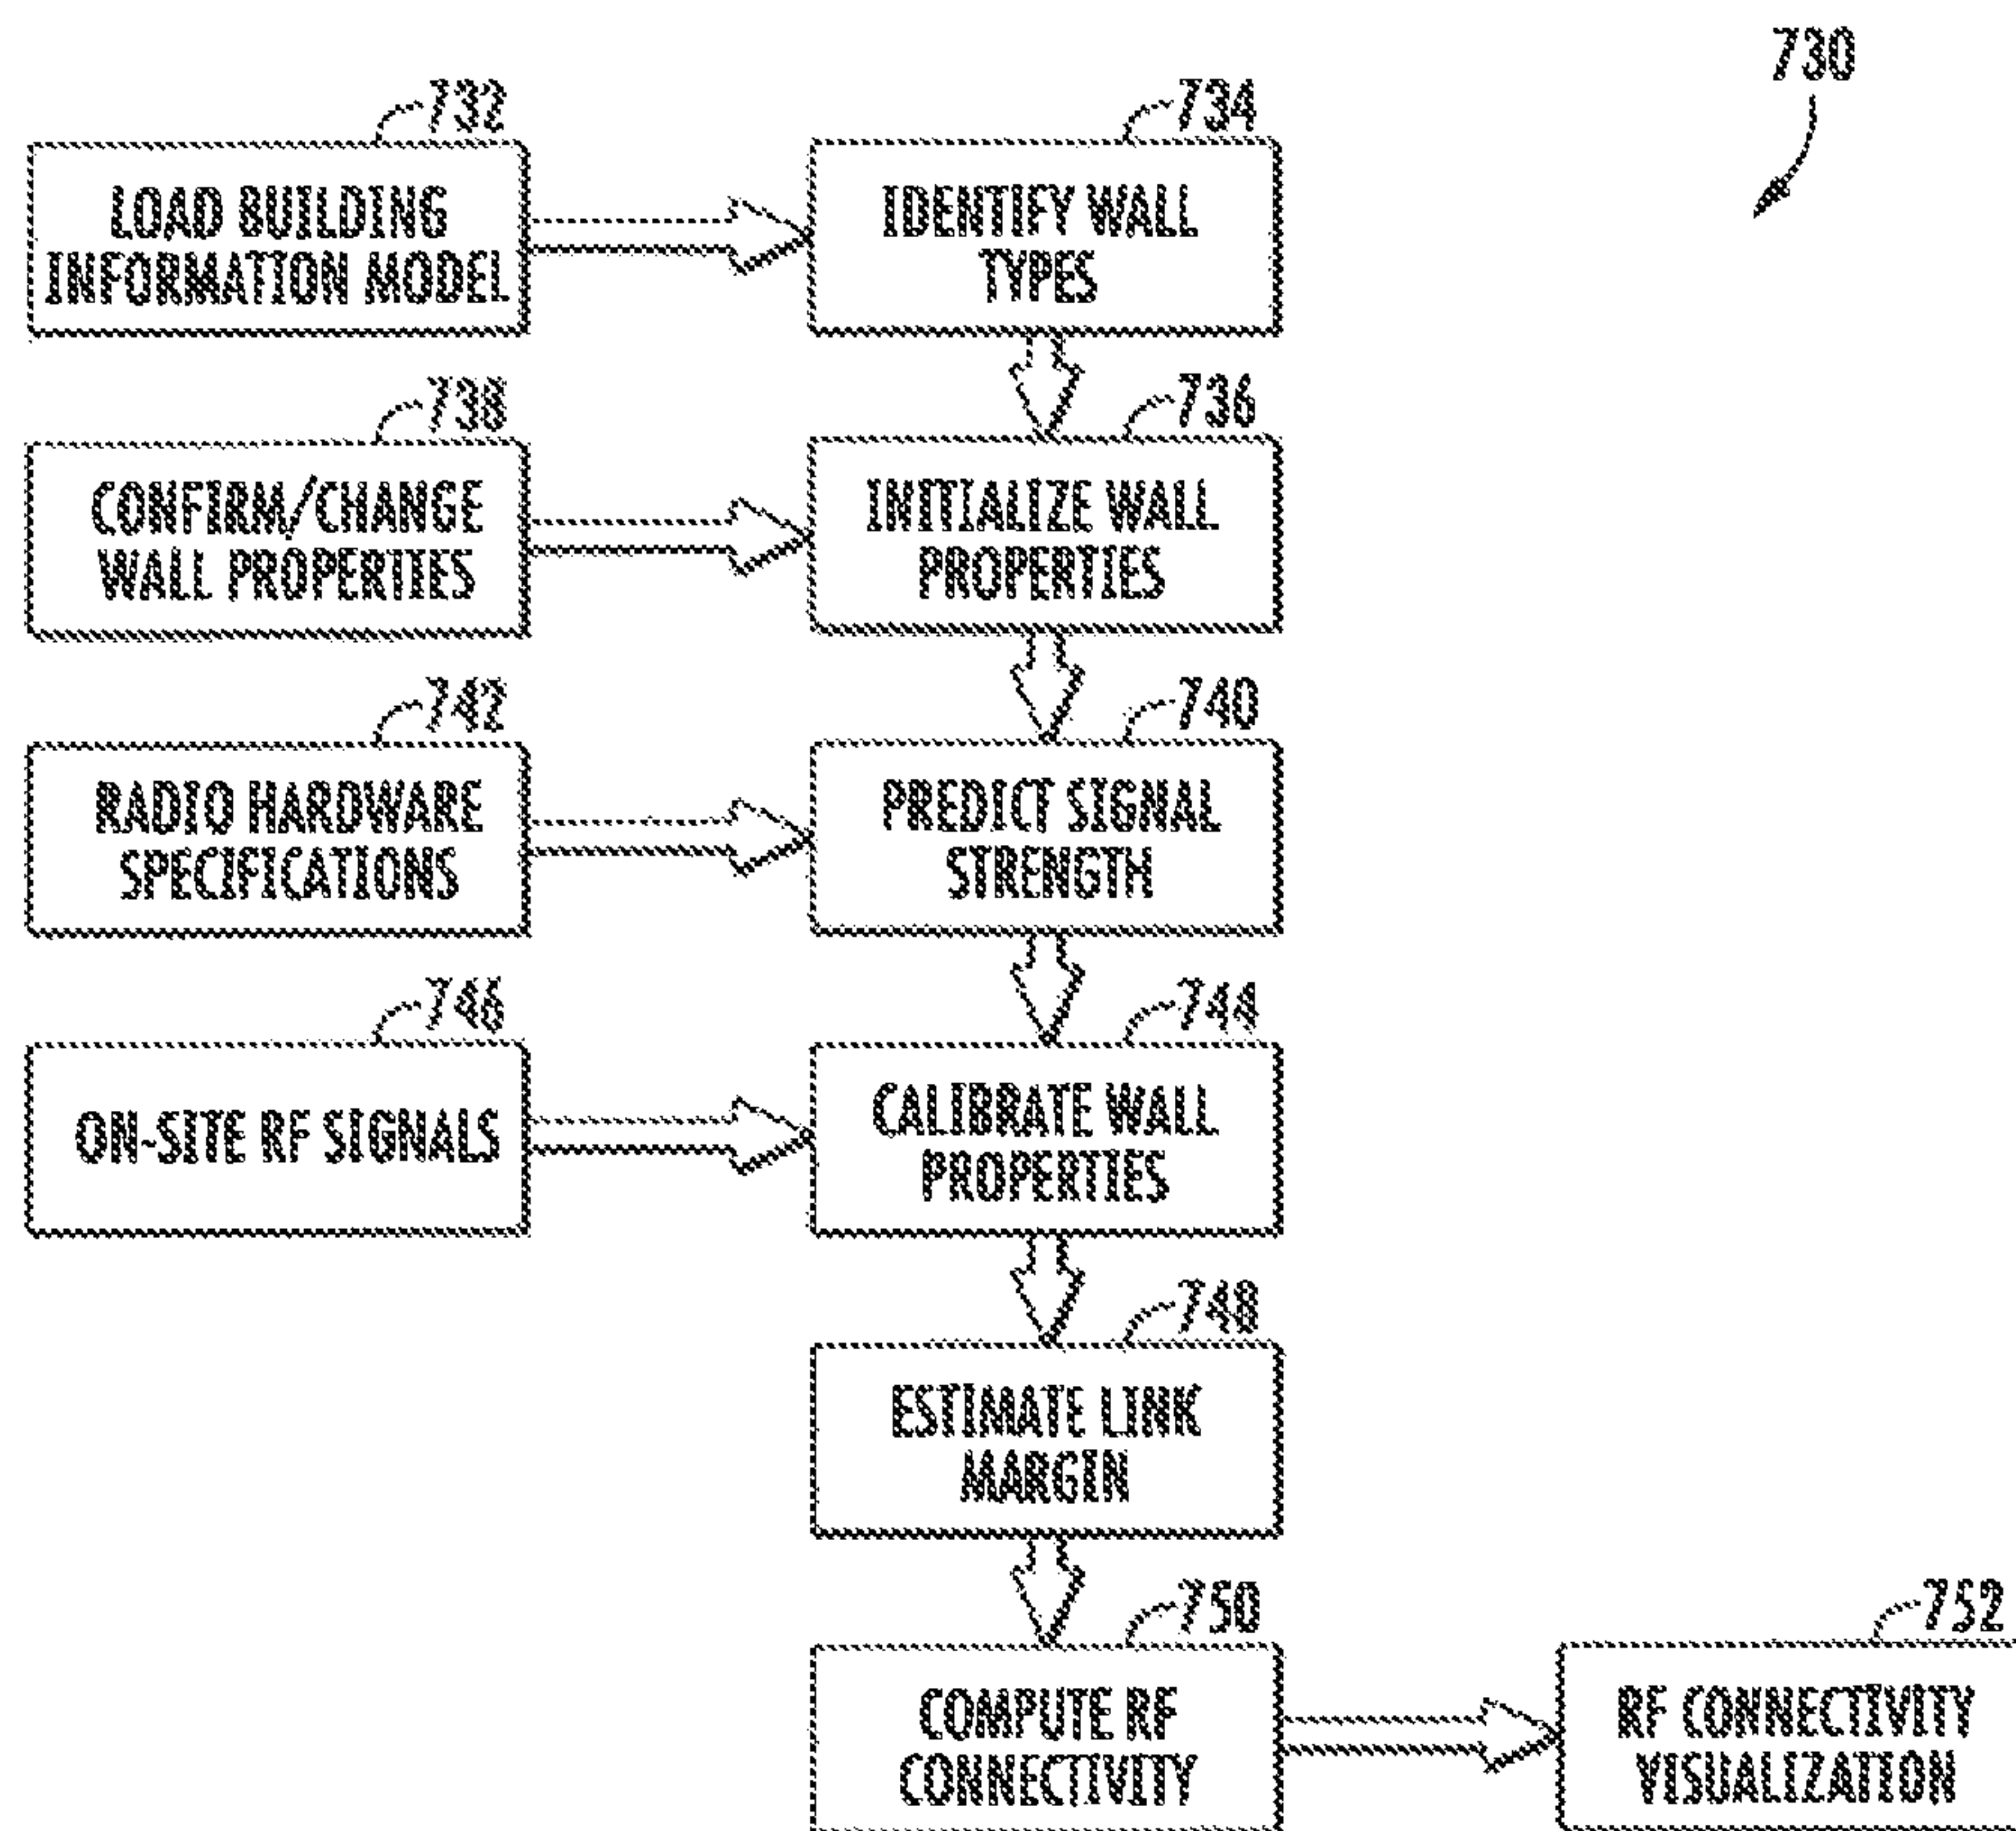 730
732
LOAD BUILDING
INFORMATION MODEL
734
IDENTIFY WALL
TYPES
738
CONFIRM/CHANGE
WALL PROPERTIES
736
INITIALIZE WALL
PROPERTIES
742
RADIO HARDWARE
SPECIFICATIONS
740
PREDICT SIGNAL
STRENGTH
746
ON-SITE RF SIGNALS
744
CALIBRATE WALL
PROPERTIES
748
ESTIMATE LINK
MARGIN
750
COMPUTE RF
CONNECTIVITY
752
RF CONNECTIVITY
VISUALIZATION